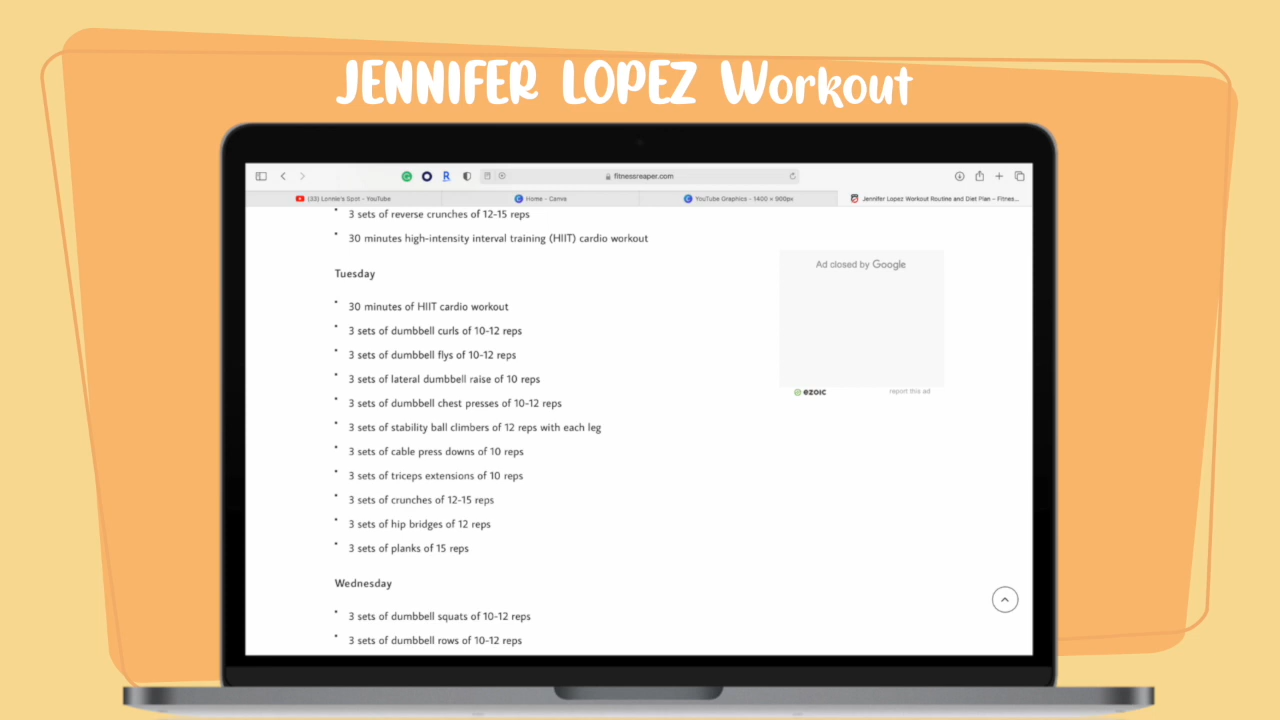 JENNIFER LOPEZ Workout
fitnessreaper.com
(33) Lonnie's Spot - YouTube
Home - Canva
YouTube Graphics - 1400 × 900px
Jennifer Lopez Workout Routine and Diet Plan - Fitnes...
3 sets of reverse crunches of 12-15 reps
30 minutes high-intensity interval training (HIIT) cardio workout
Ad closed by Google
Tuesday
30 minutes of HIIT cardio workout
3 sets of dumbbell curls of 10-12 reps
3 sets of dumbbell flys of 10-12 reps
3 sets of lateral dumbbell raise of 10 reps
ezoic
report this ad
3 sets of dumbbell chest presses of 10-12 reps
3 sets of stability ball climbers of 12 reps with each leg
3 sets of cable press downs of 10 reps
3 sets of triceps extensions of 10 reps
3 sets of crunches of 12-15 reps
3 sets of hip bridges of 12 reps
3 sets of planks of 15 reps
Wednesday
3 sets of dumbbell squats of 10-12 reps
3 sets of dumbbell rows of 10-12 reps